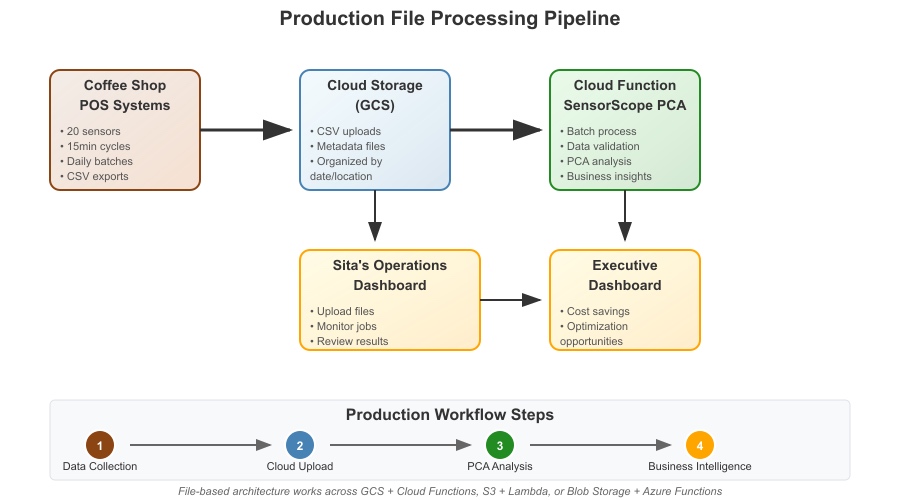 Production File Processing Pipeline
Coffee Shop
POS Systems
• 20 sensors
• 15min cycles
• Daily batches
• CSV exports
Cloud Storage
(GCS)
• CSV uploads
• Metadata files
• Organized by
date/location
Cloud Function
SensorScope PCA
• Batch process
• Data validation
• PCA analysis
• Business insights
Sita's Operations
Dashboard
• Upload files
• Monitor jobs
• Review results
Executive
Dashboard
• Cost savings
• Optimization
opportunities
Production Workflow Steps
1
Data Collection
2
Cloud Upload
3
PCA Analysis
4
Business Intelligence
File-based architecture works across GCS + Cloud Functions, S3 + Lambda, or Blob Storage + Azure Functions